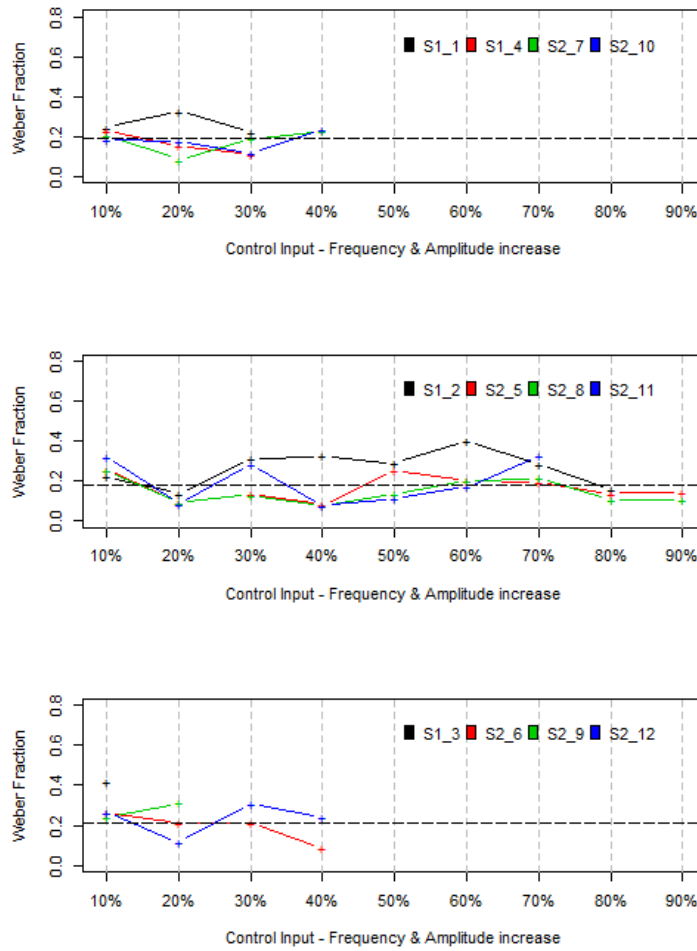 0.8
0.6
0.4
0.2
0.0
Weber Fraction
S1_1 S1_4 S2_7 S2_10
10% 20% 30% 40% 50% 60% 70% 80% 90%
Control Input - Frequency & Amplitude increase
0.8
0.6
0.4
0.2
0.0
Weber Fraction
S1_2 S2_5 S2_8 S2_11
10% 20% 30% 40% 50% 60% 70% 80% 90%
Control Input - Frequency & Amplitude increase
0.8
0.6
0.4
0.2
0.0
Weber Fraction
S1_3 S2_6 S2_9 S2_12
10% 20% 30% 40% 50% 60% 70% 80% 90%
Control Input - Frequency & Amplitude increase